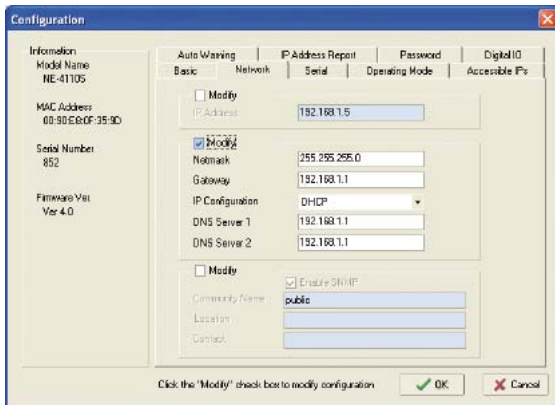 Configuration
Information
Model Name
NE-4110S
MAC Address
00:90:E8:0F:35:9D
Serial Number
852
Firmware Ver.
Ver 4.0
Auto Warning
IP Address Report
Password
Digital IO
Basic
Network
Serial
Operating Mode
Accessible IPs
Modify
IP Address
192.168.1.5
Modify
Netmask
255.255.255.0
Gateway
192.168.1.1
IP Configuration
DHCP
DNS Server 1
192.168.1.1
DNS Server 2
192.168.1.1
Modify
Enable SNMP
Community Name
public
Location
Contact
Click the "Modify" check box to modify configuration
OK
Cancel